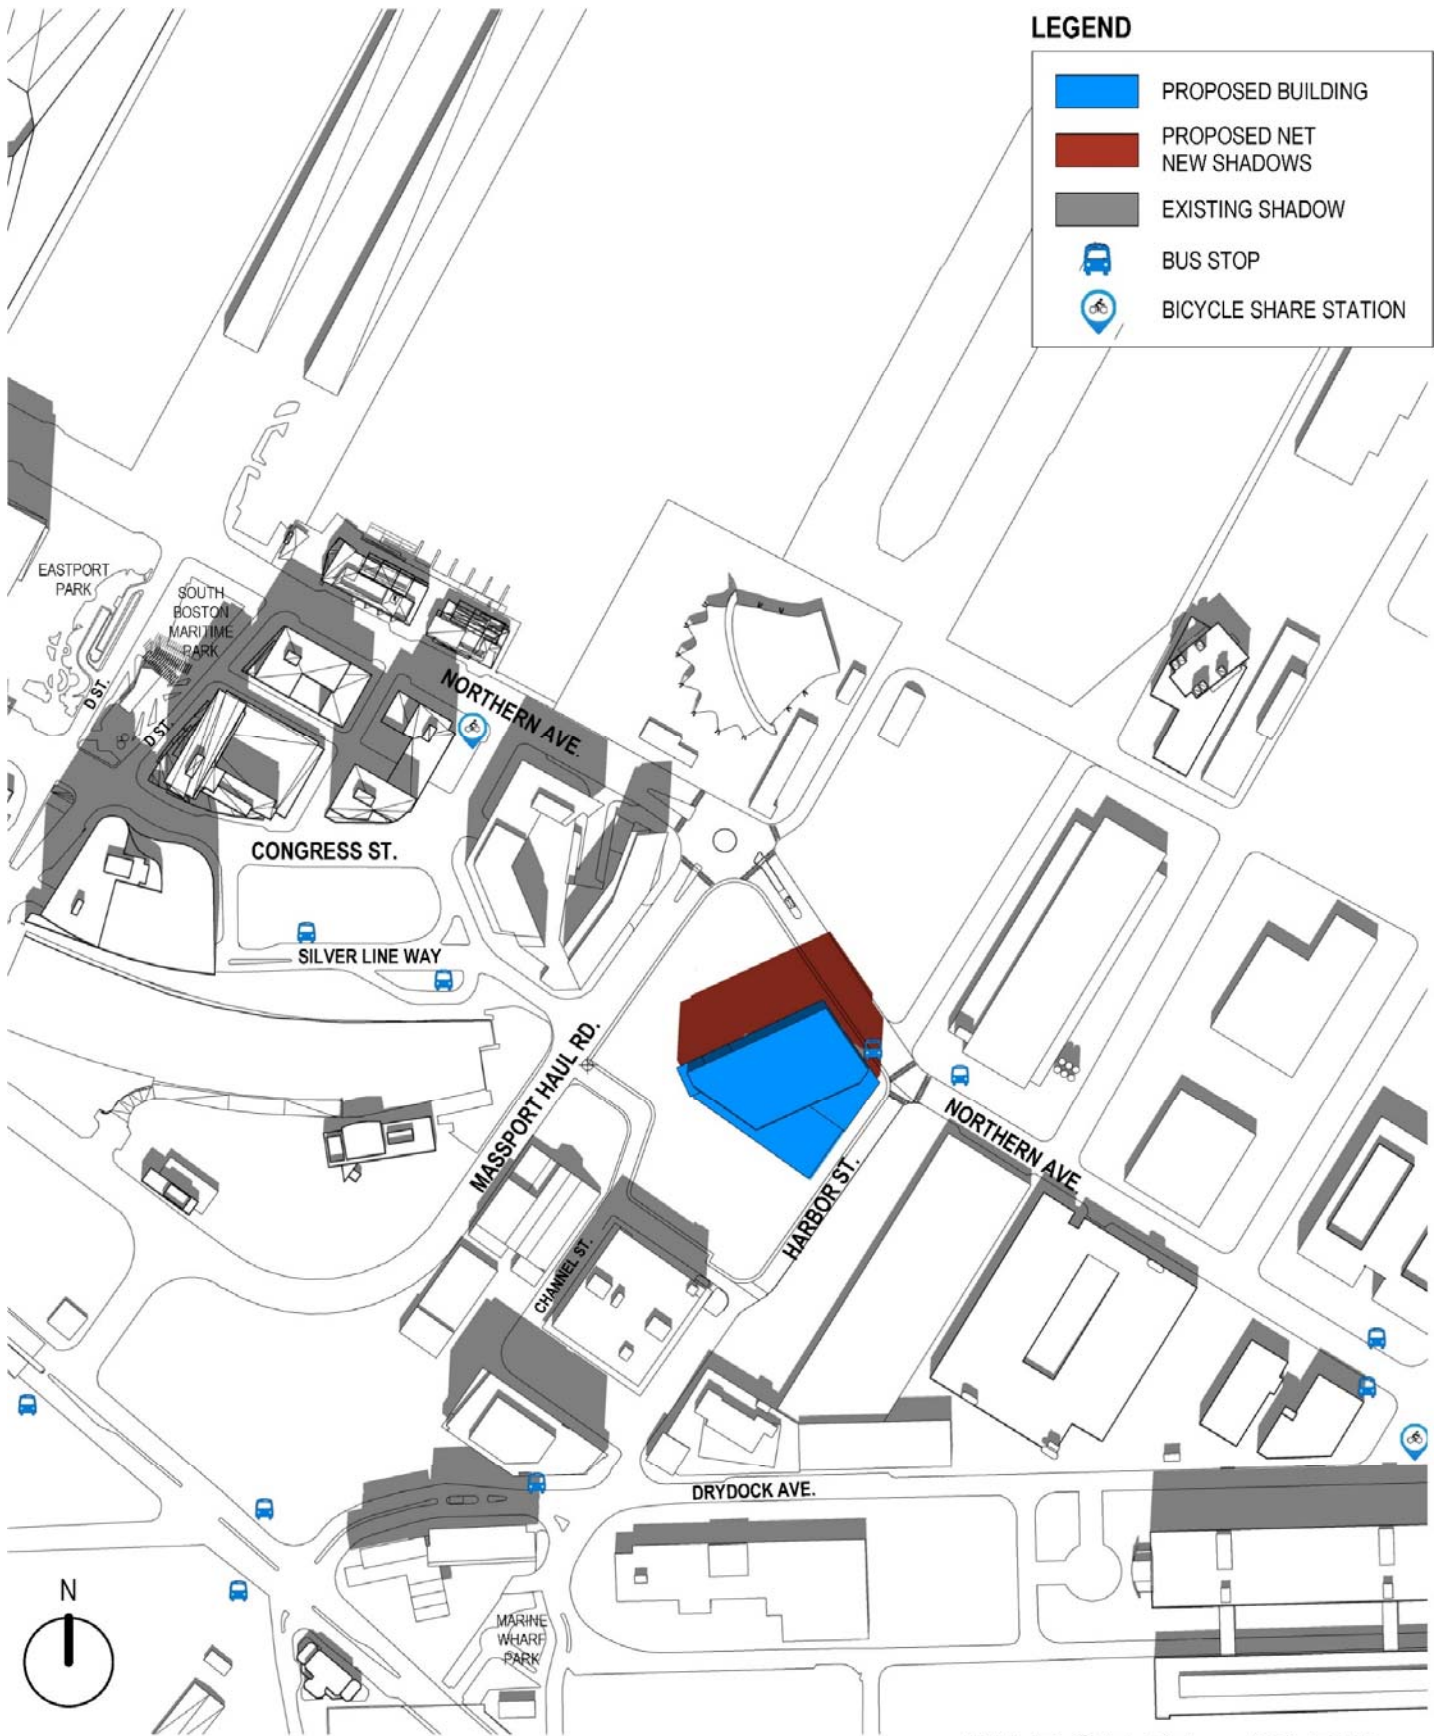 LEGEND
PROPOSED BUILDING
PROPOSED NET
NEW SHADOWS
EXISTING SHADOW
BUS STOP
BICYCLE SHARE STATION
EASTPORT
PARK
SOUTH
BOSTON
MARITIME
PARK
D ST.
D ST.
NORTHERN AVE.
CONGRESS ST.
SILVER LINE WAY
MASSPORT HAUL RD.
NORTHERN AVE.
HARBOR ST.
CHANNEL ST.
DRYDOCK AVE.
N
MARINE
WHARF
PARK